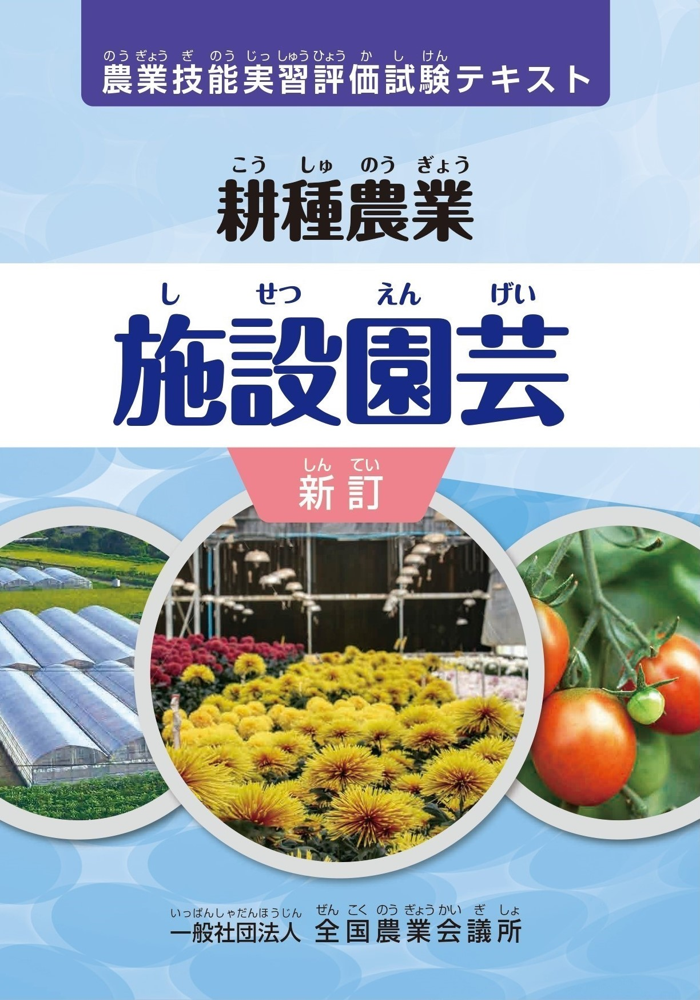 のうぎょうぎのうじっしゅうひょうかしけん
農業技能実習評価試験テキスト
こうしゅのうぎょう
耕種農業
しせつえんげい
施設園芸
しんてい
新訂
いっぱんしゃだんほうじん ぜんこくのうぎょうかいぎしょ
一般社団法人 全国農業会議所